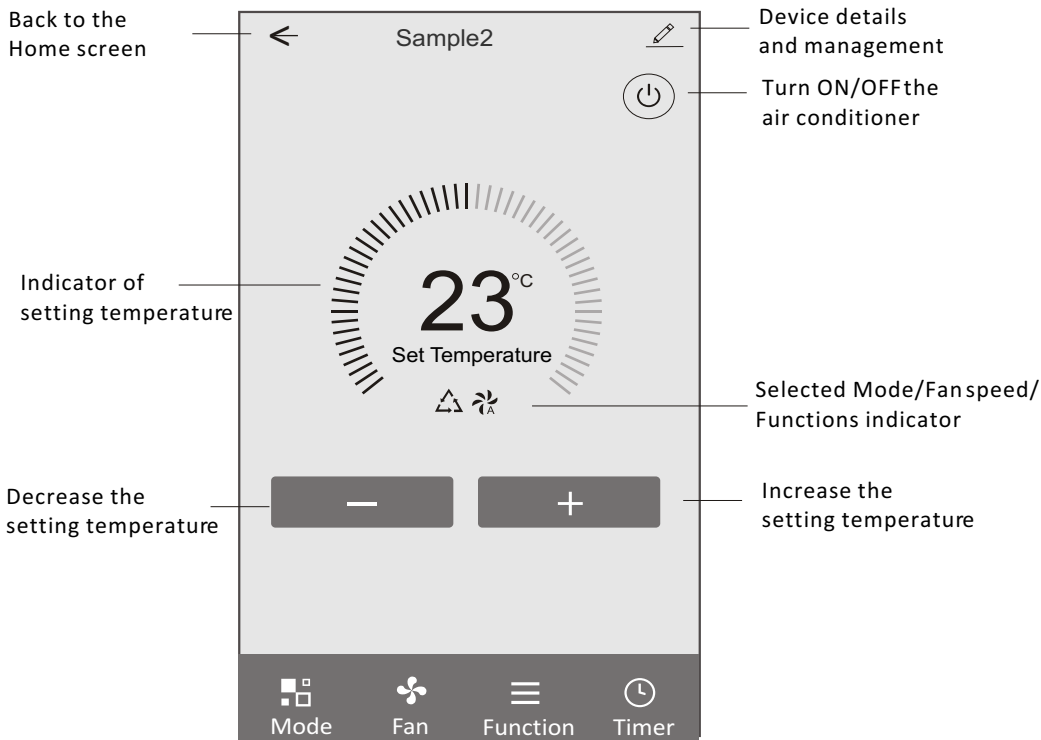 Back to the
Home screen
Sample2
Device details
and management
Turn ON/OFF the
air conditioner
Indicator of
setting temperature
23°C
Set Temperature
A
Selected Mode/Fan speed/
Functions indicator
Decrease the
setting temperature
−
+
Increase the
setting temperature
Mode
Fan
Function
Timer